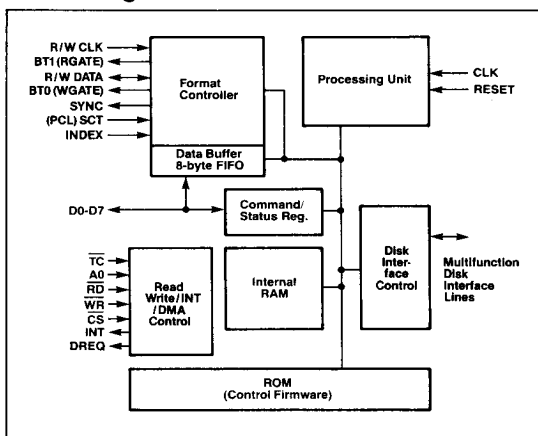 R/W CLK
BT1 (RGATE)
R/W DATA
BT0 (WGATE)
SYNC
(PCL) SCT
INDEX
Format
Controller
Data Buffer
8-byte FIFO
Processing Unit
CLK
RESET
D0-D7
Command/
Status Reg.
TC
A0
RD
WR
CS
INT
DREQ
Read
Write/INT
/DMA
Control
Internal
RAM
Disk
Inter-
face
Control
Multifunction
Disk
Interface
Lines
ROM
(Control Firmware)